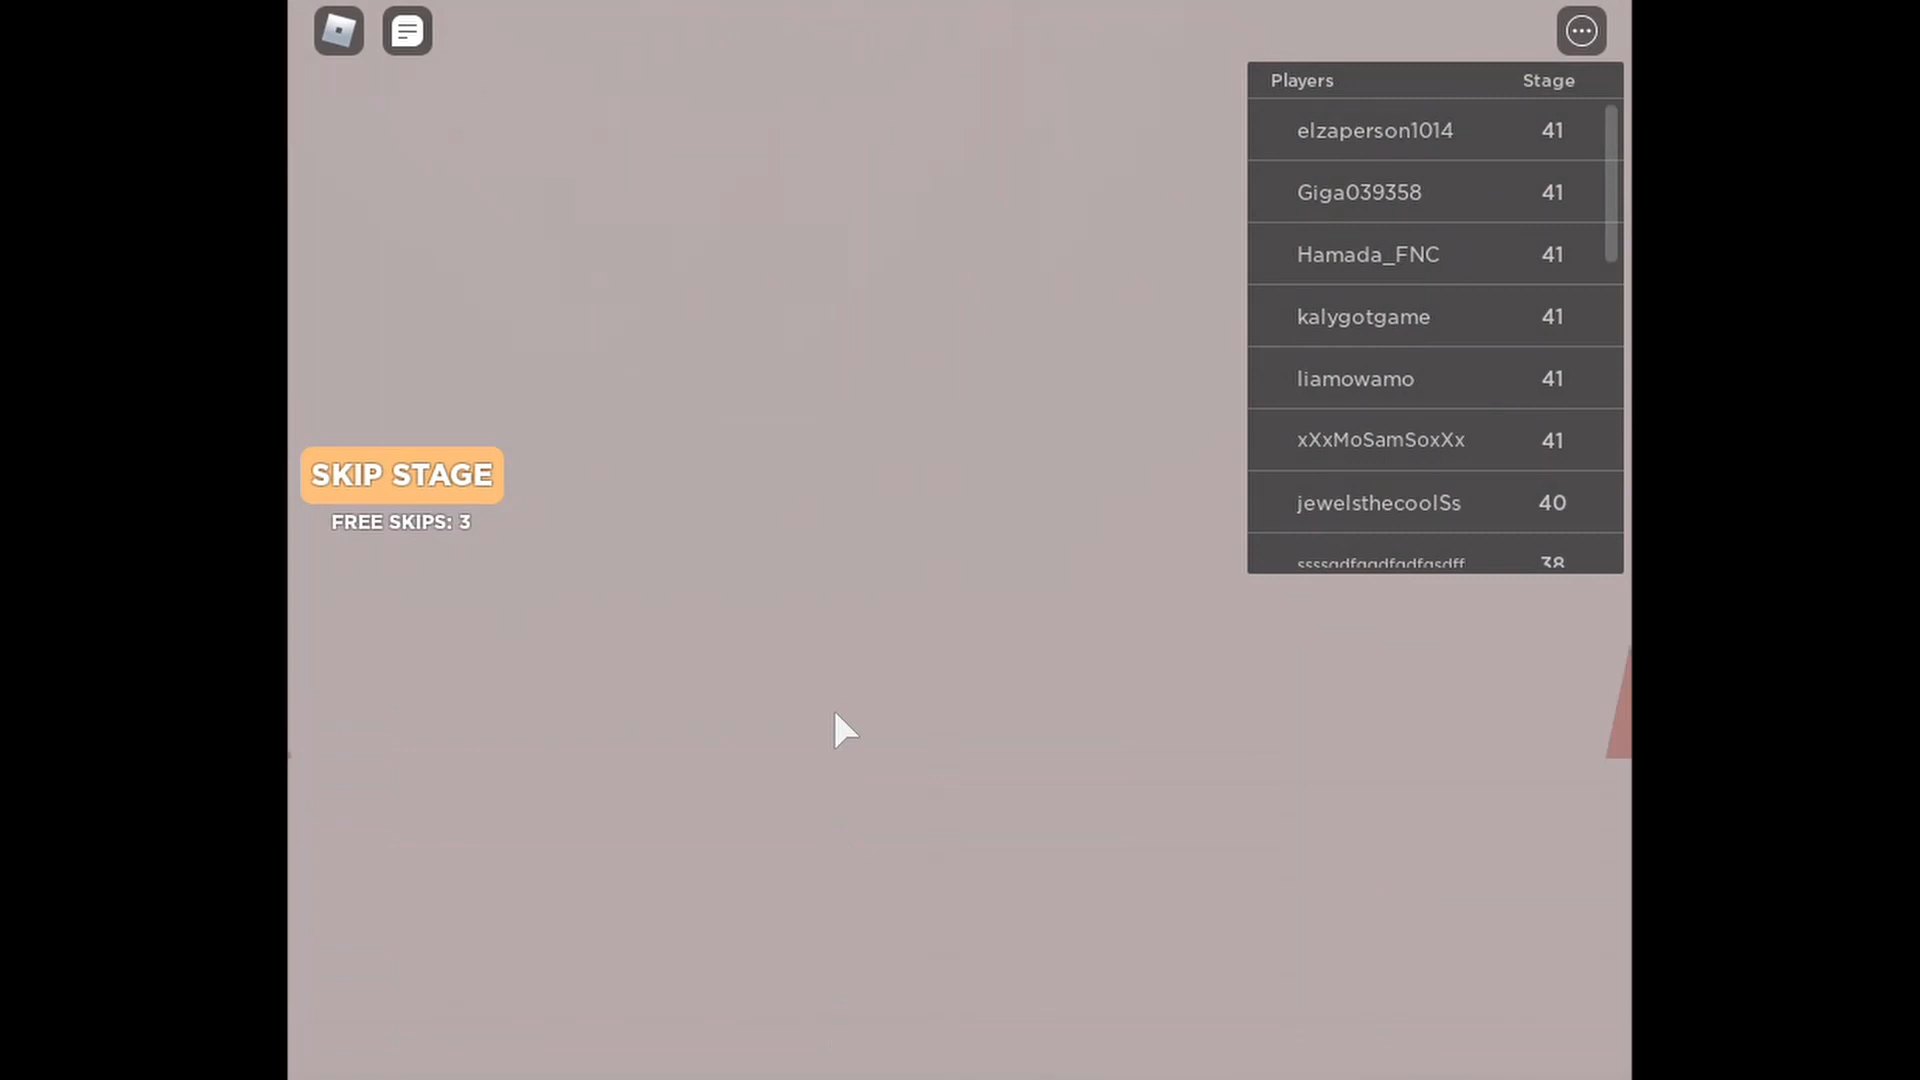 Players Stage
elzaperson1014 41
Giga039358 41
Hamada_FNC 41
kalygotgame 41
liamowamo 41
xXxMoSamSoxXx 41
SKIP STAGE
FREE SKIPS: 3
jewelsthecoolSs 40
38